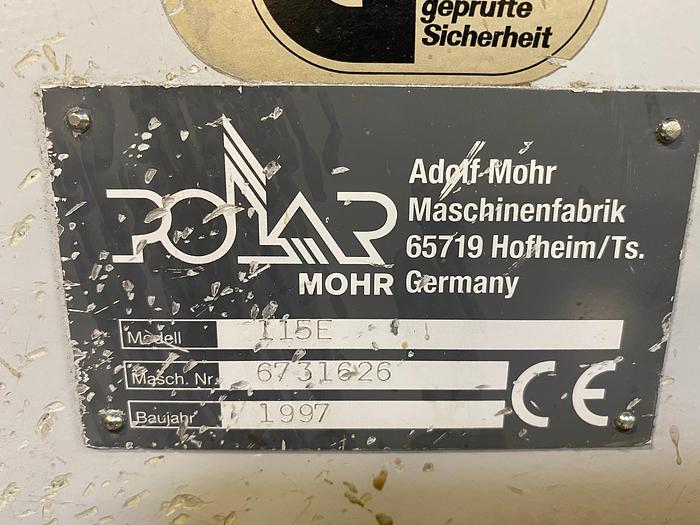 geprüfte
Sicherheit
POLAR
MOHR
Adolf Mohr
Maschinenfabrik
65719 Hofheim/Ts.
Germany
Modell 115E
Masch. Nr. 6731626
Baujahr 1997
CE